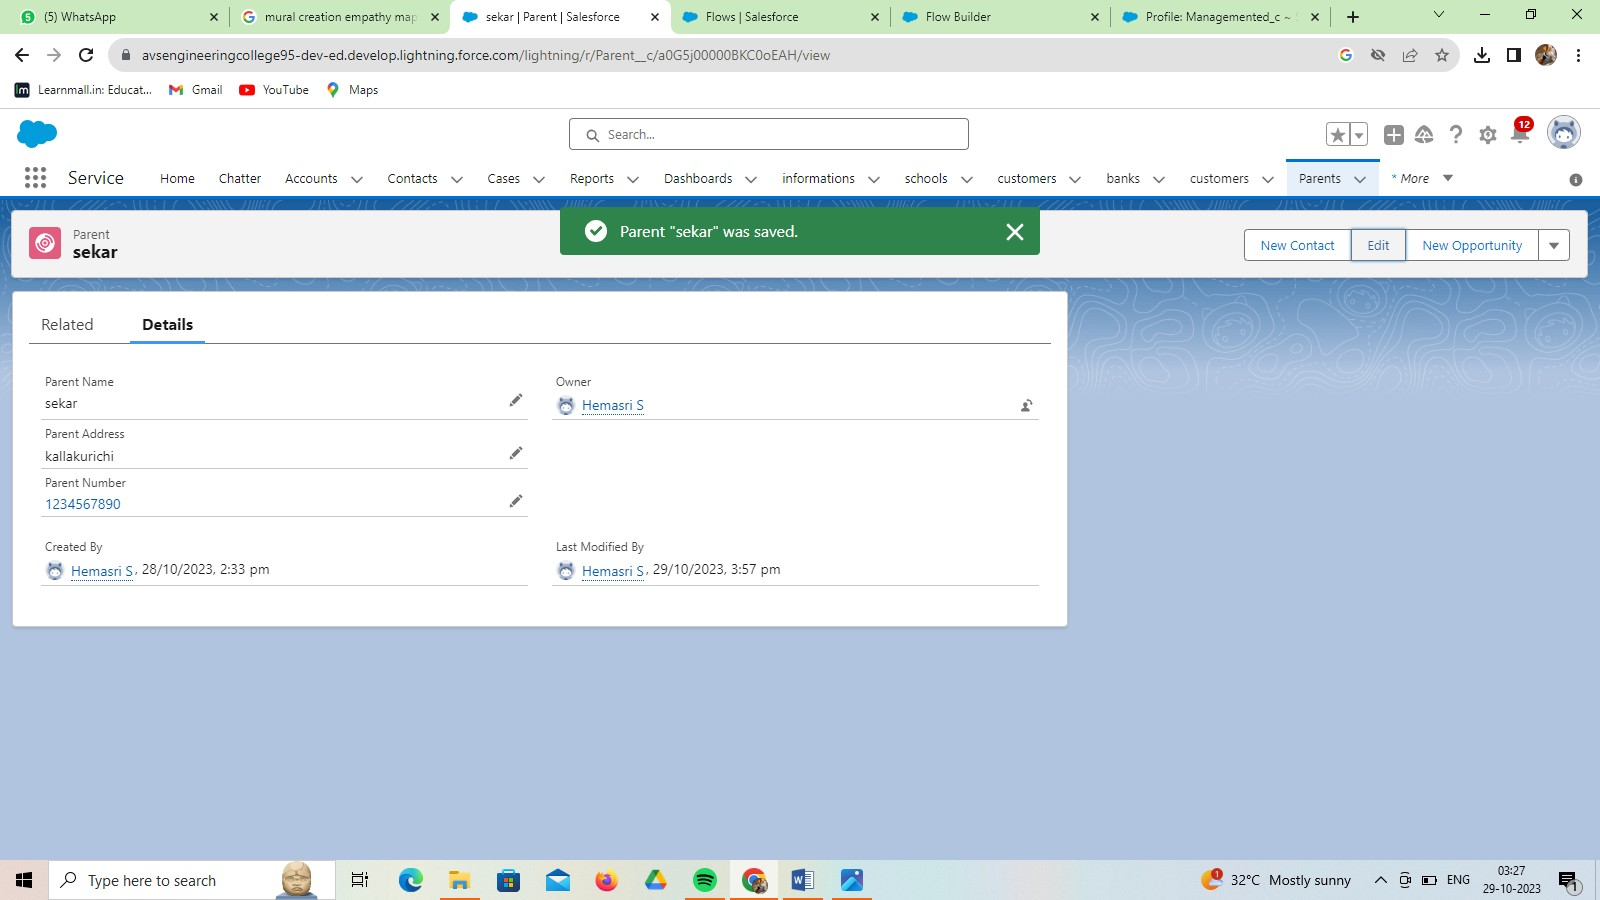 (5) WhatsApp
mural creation empathy map
sekar | Parent | Salesforce
Flows | Salesforce
Flow Builder
Profile: Managemented_c ~
avsengineeringcollege95-dev-ed.develop.lightning.force.com/lightning/r/Parent__c/a0G5j00000BKC0oEAH/view
lm Learnmall.in: Educat... Gmail YouTube Maps
Search...
12
Service Home Chatter Accounts Contacts Cases Reports Dashboards informations schools customers banks customers Parents * More
Parent
sekar
Parent "sekar" was saved.
New Contact Edit New Opportunity
Related Details
Parent Name
sekar
Owner
Hemasri S
Parent Address
kallakurichi
Parent Number
1234567890
Created By
Hemasri S, 28/10/2023, 2:33 pm
Last Modified By
Hemasri S, 29/10/2023, 3:57 pm
Type here to search
1
32°C Mostly sunny
ENG
03:27
29-10-2023
1